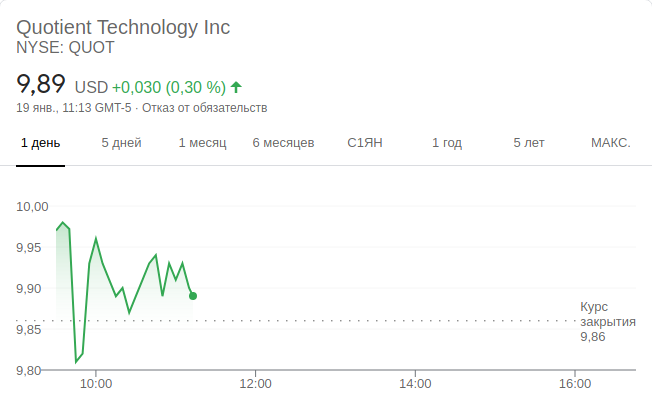 Quotient Technology Inc
NYSE: QUOT
9,89 USD +0,030 (0,30 %)
19 янв., 11:13 GMT-5 · Отказ от обязательств
1 день 5 дней 1 месяц 6 месяцев С1ЯН 1 год 5 лет МАКС.
10,00
9,95
9,90
9,85
9,80
Курс
закрытия
9,86
10:00 12:00 14:00 16:00